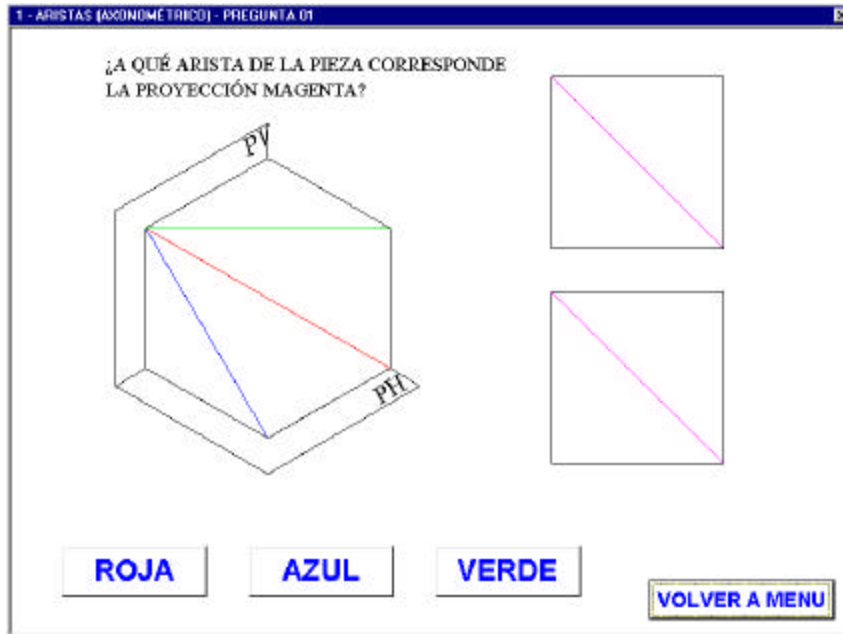 1 - ARISTAS (AXONOMÉTRICO) - PREGUNTA 01
¿A QUÉ ARISTA DE LA PIEZA CORRESPONDE
LA PROYECCIÓN MAGENTA?
PV
PH
ROJA
AZUL
VERDE
VOLVER A MENU